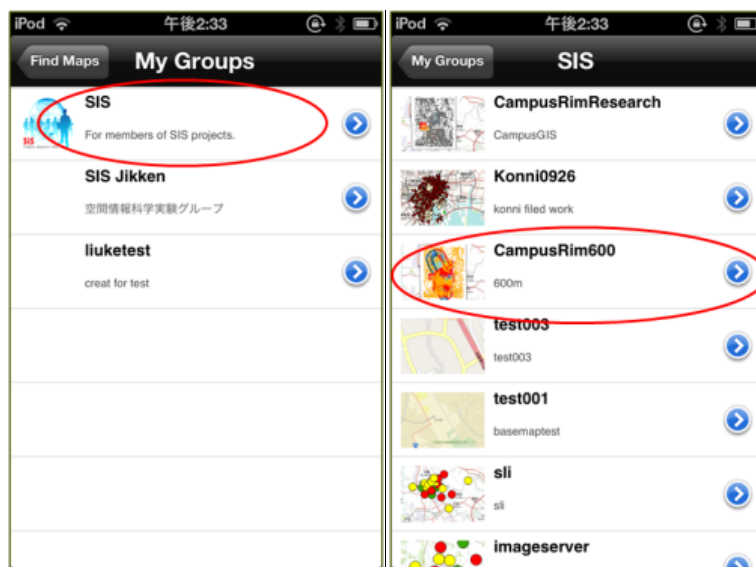 iPod
午後2:33
Find Maps
My Groups
SIS
For members of SIS projects.
SIS
SIS Jikken
空間情報科学実験グループ
liuketest
creat for test
iPod
午後2:33
My Groups
SIS
CampusRimResearch
CampusGIS
Konni0926
konni filed work
CampusRim600
600m
test003
test003
test001
basemaptest
sli
sli
imageserver